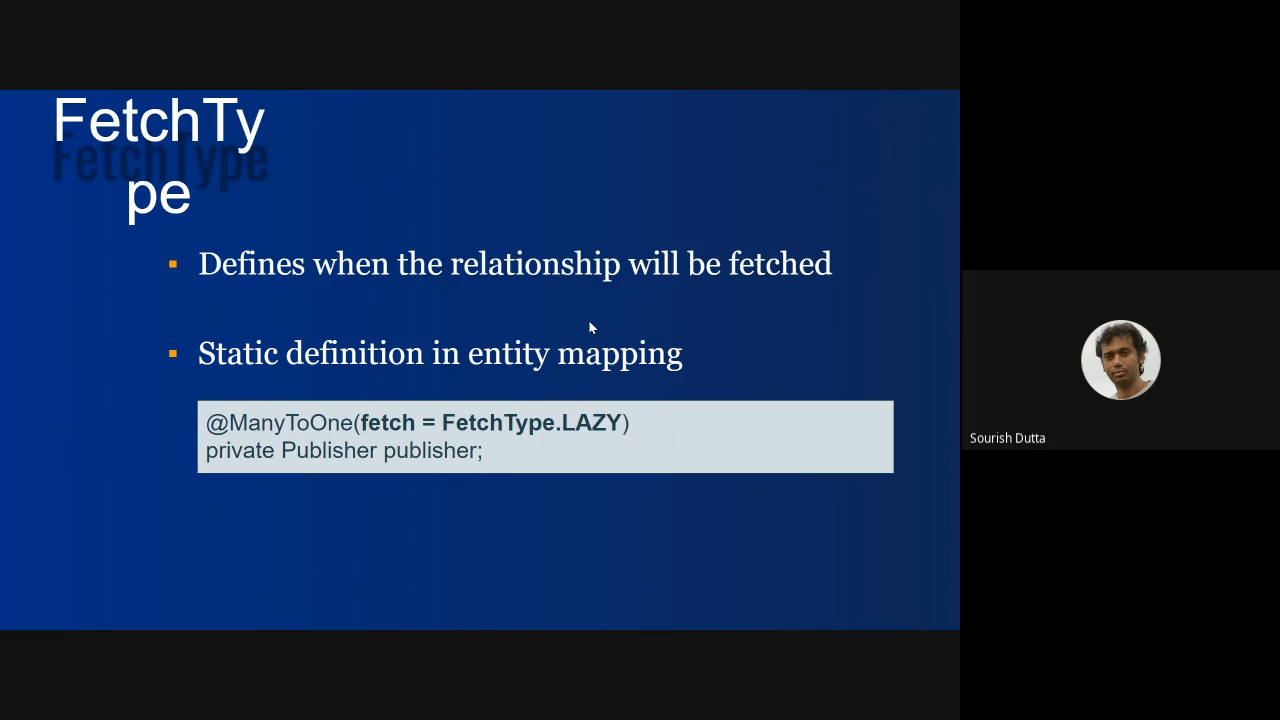 FetchTy
pe
FetchType
▪ Defines when the relationship will be fetched
▪ Static definition in entity mapping
@ManyToOne(fetch = FetchType.LAZY)
private Publisher publisher;
Sourish Dutta